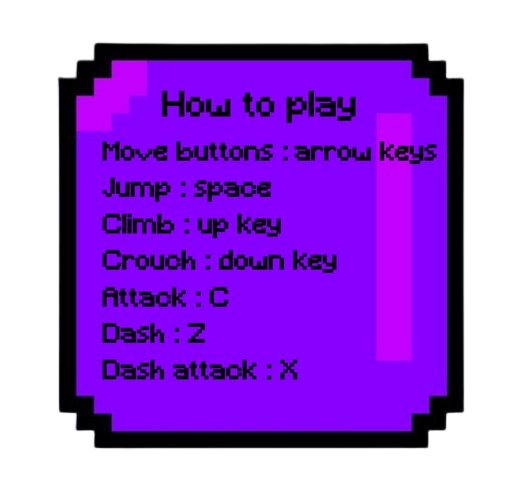 How to play
Move buttons : arrow keys
Jump : space
Climb : up key
Crouch : down key
Attack : C
Dash : Z
Dash attack : X